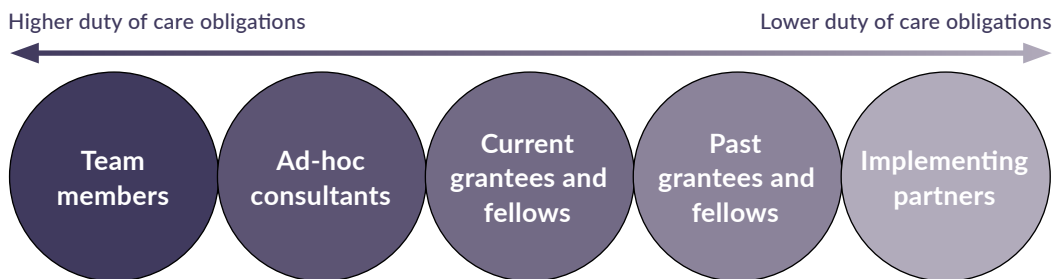 Higher duty of care obligations
Lower duty of care obligations
Team
members
Ad-hoc
consultants
Current
grantees and
fellows
Past
grantees and
fellows
Implementing
partners